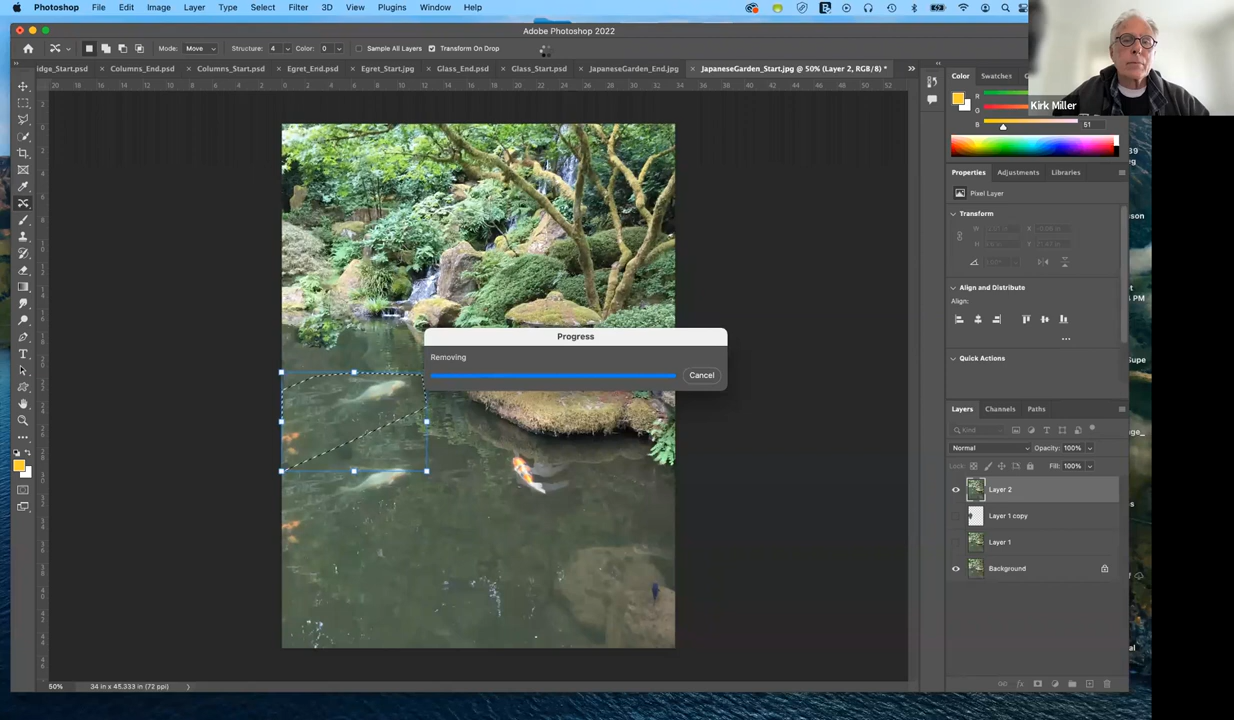 Photoshop File Edit Image Layer Type Select Filter 3D View Plugins Window Help
Adobe Photoshop 2022
Mode: Move Structure: 4 Color: 0 Sample All Layers Transform On Drop
idge_Start.psd Columns_End.psd Columns_Start.psd Egret_End.psd Egret_Start.jpg Glass_End.psd Glass_Start.psd JapaneseGarden_End.jpg JapaneseGarden_Start.jpg @ 50% (Layer 2, RGB/8) *
Color Swatches
Kirk Miller
R
G
B 51
Properties Adjustments Libraries
Pixel Layer
Transform
W
H
Align and Distribute
Align:
Quick Actions
Progress
Removing
Cancel
Layers Channels Paths
Kind
Normal Opacity: 100%
Lock: Fill: 100%
Layer 2
Layer 1 copy
Layer 1
Background
50% 34 in x 45.333 in (72 ppi)